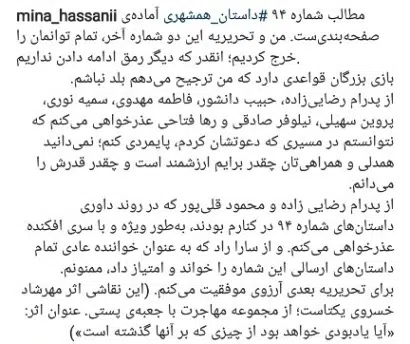 mina_hassanii مطالب شماره ۹۴ #داستان_همشهری آماده‌ی
صفحه‌بندی‌ست. من و تحریریه این دو شماره آخر، تمام توانمان را
خرج کردیم؛ انقدر که دیگر رمق ادامه دادن نداریم.
بازی بزرگان قواعدی دارد که من ترجیح می‌دهم بلد نباشم.
از پدرام رضایی‌زاده، حبیب دانشور، فاطمه مهدوی، سمیه نوری،
پروین سهیلی، نیلوفر صادقی و رها فتاحی عذرخواهی می‌کنم که
نتوانستم در مسیری که دعوتشان کردم، پایمردی کنم؛ نمی‌دانید
همدلی و همراهی‌تان چقدر برایم ارزشمند است و چقدر قدرش را
می‌دانم.
از پدرام رضایی زاده و محمود قلی‌پور که در روند داوری
داستان‌های شماره ۹۴ در کنارم بودند، به‌طور ویژه و با سری افکنده
عذرخواهی می‌کنم. و از سارا راد که به عنوان خواننده عادی تمام
داستان‌های ارسالی این شماره را خواند و امتیاز داد، ممنونم.
برای تحریریه بعدی آرزوی موفقیت می‌کنم. (این نقاشی اثر مهرشاد
خسروی یکتاست؛ از مجموعه مهاجرت با جعبه‌ی پستی. عنوان اثر:
«آیا یادبودی خواهد بود از چیزی که بر آنها گذشته است»)